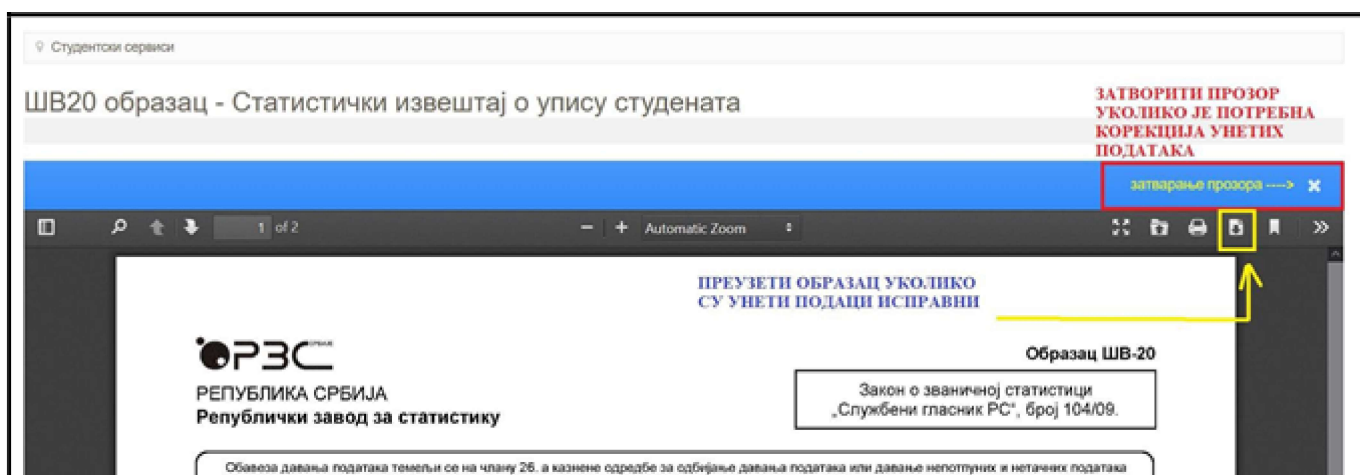 Студентски сервиси
ШВ20 образац - Статистички извештај о упису студената
ЗАТВОРИТИ ПРОЗОР
УКОЛИКО ЈЕ ПОТРЕБНА
КОРЕКЦИЈА УНЕТИХ
ПОДАТАКА
затварање прозора ---->
1 of 2
Automatic Zoom
ПРЕУЗЕТИ ОБРАЗАЦ УКОЛИКО
СУ УНЕТИ ПОДАЦИ ИСПРАВНИ
РЗС
Образац ШВ-20
РЕПУБЛИКА СРБИЈА
Републички завод за статистику
Закон о званичној статистици
„Службени гласник РС“, број 104/09.
Обавеза давања података темељи се на члану 26. а казнене одредбе за одбијање давања података или давање непотпуних и нетачних података